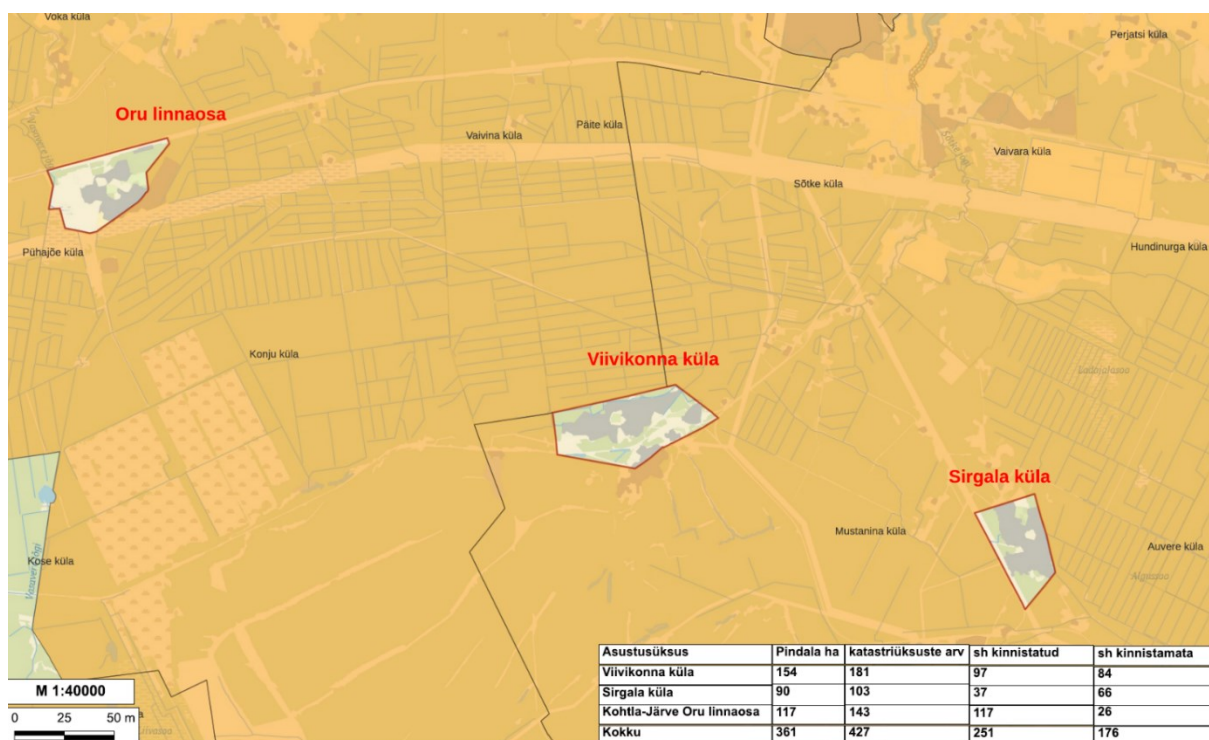 Voka küla
Perjatsi küla
Oru linnaosa
Vaivina küla
Päite küla
Vaivara küla
Sõtke küla
Pühajõe küla
Hundinurga küla
Konju küla
Viivikonna küla
Sirgala küla
Mustanina küla
Auvere küla
Kose küla
M 1:40000
0 25 50 m
Asustusüksus Pindala ha katastriüksuste arv sh kinnistatud sh kinnistamata
Viivikonna küla 154 181 97 84
Sirgala küla 90 103 37 66
Kohtla-Järve Oru linnaosa 117 143 117 26
Kokku 361 427 251 176